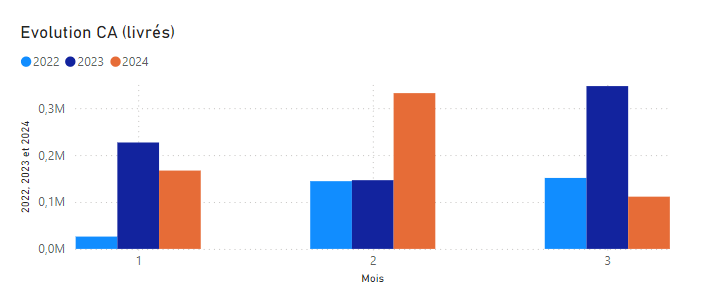 Evolution CA (livrés)
2022 2023 2024
2022, 2023 et 2024
0,3M
0,2M
0,1M
0,0M
1 2 3
Mois